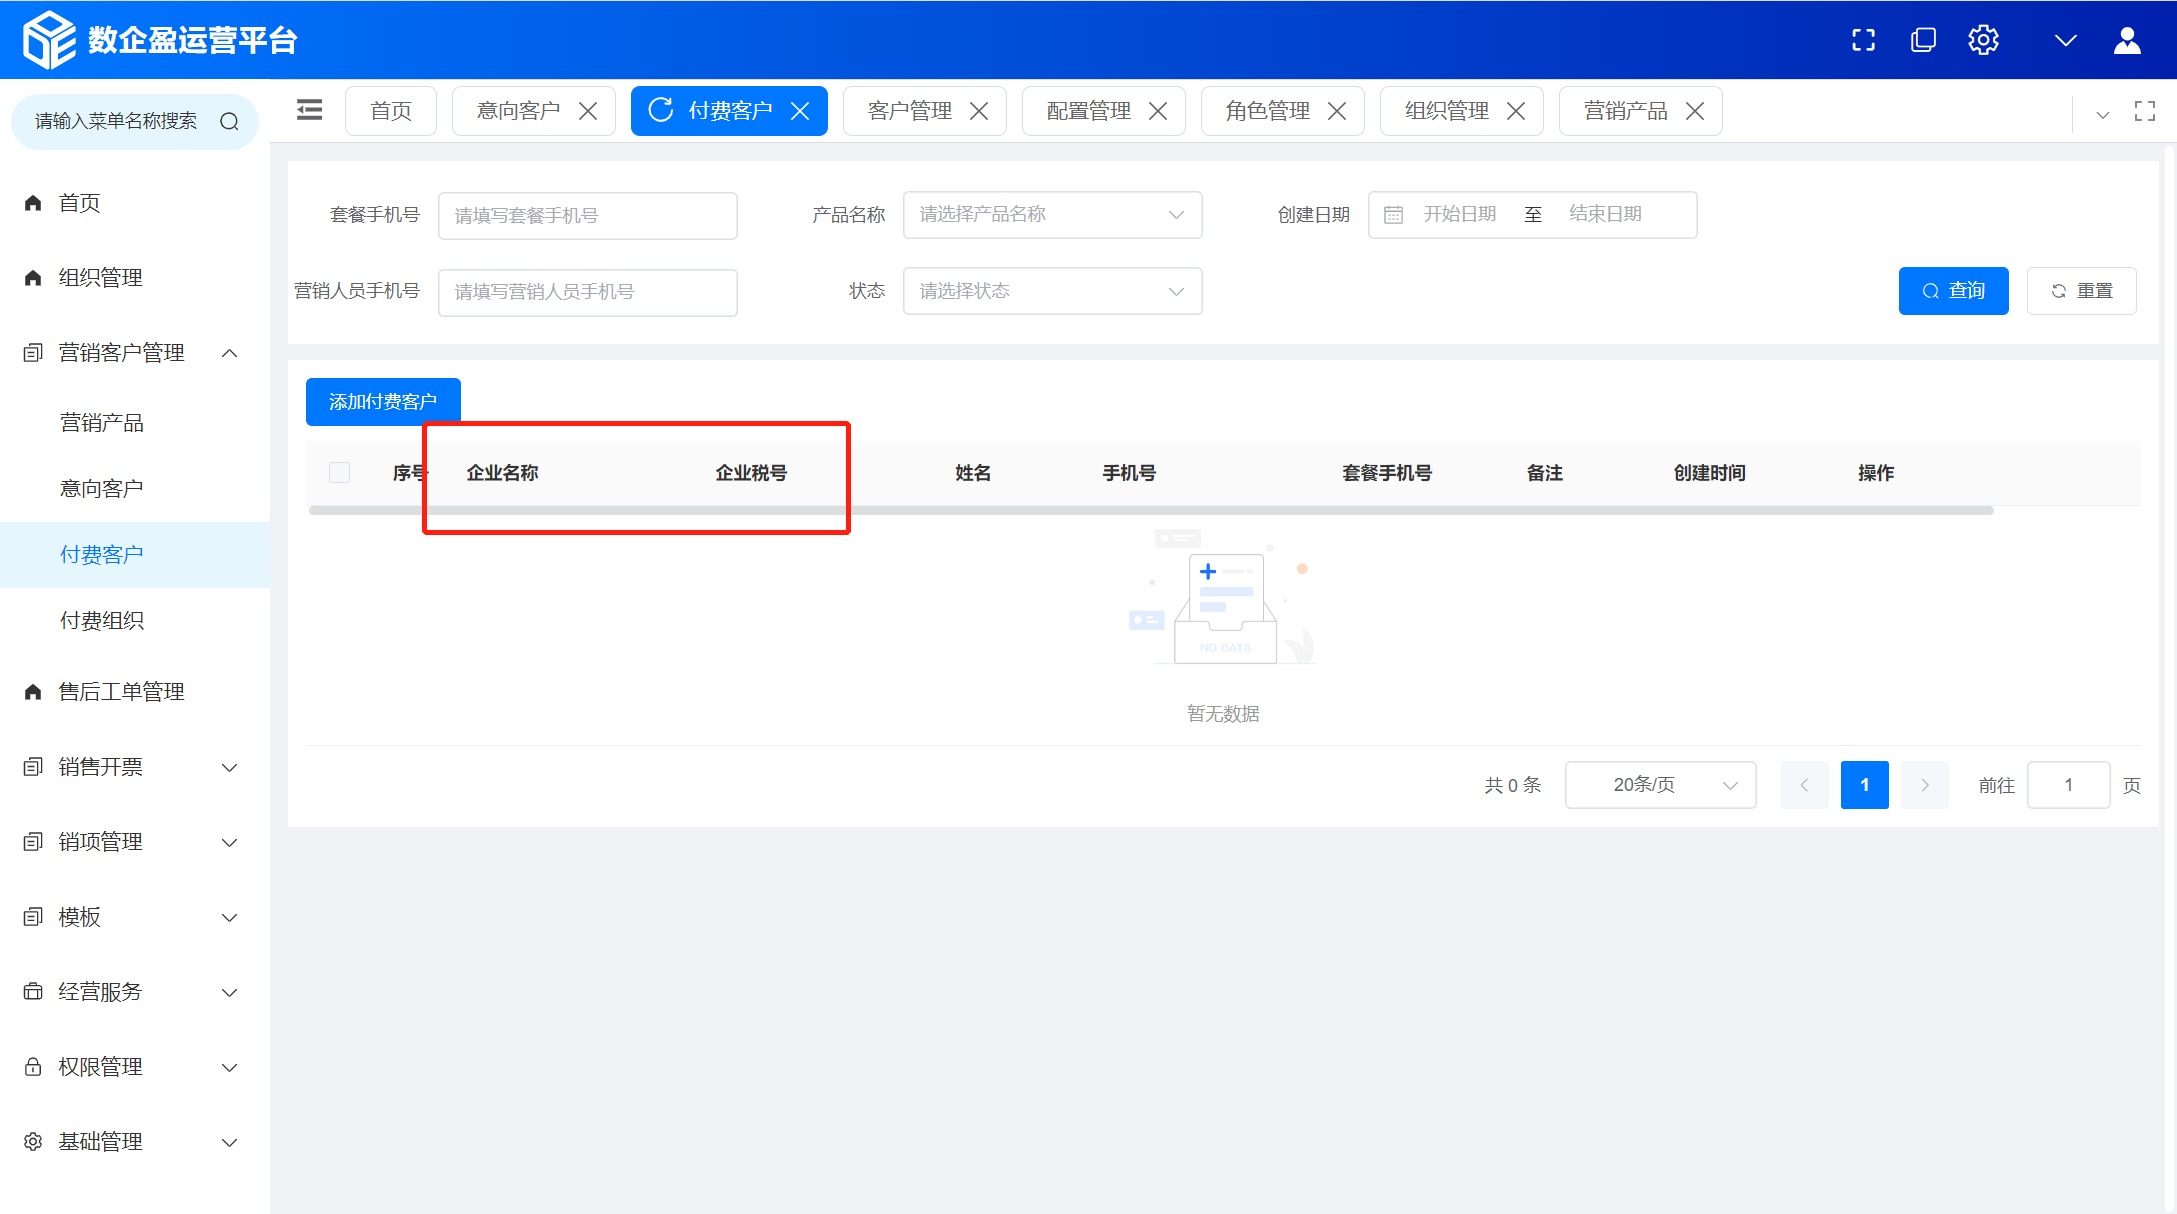 数企盈运营平台
请输入菜单名称搜索
首页 意向客户 付费客户 客户管理 配置管理 角色管理 组织管理 营销产品
首页
组织管理
营销客户管理
营销产品
意向客户
付费客户
付费组织
售后工单管理
销售开票
销项管理
模板
经营服务
权限管理
基础管理
套餐手机号 请填写套餐手机号 产品名称 请选择产品名称 创建日期 开始日期 至 结束日期
营销人员手机号 请填写营销人员手机号 状态 请选择状态 查询 重置
添加付费客户
序号 企业名称 企业税号 姓名 手机号 套餐手机号 备注 创建时间 操作
NO DATA
暂无数据
共 0 条 20条/页 1 前往 1 页